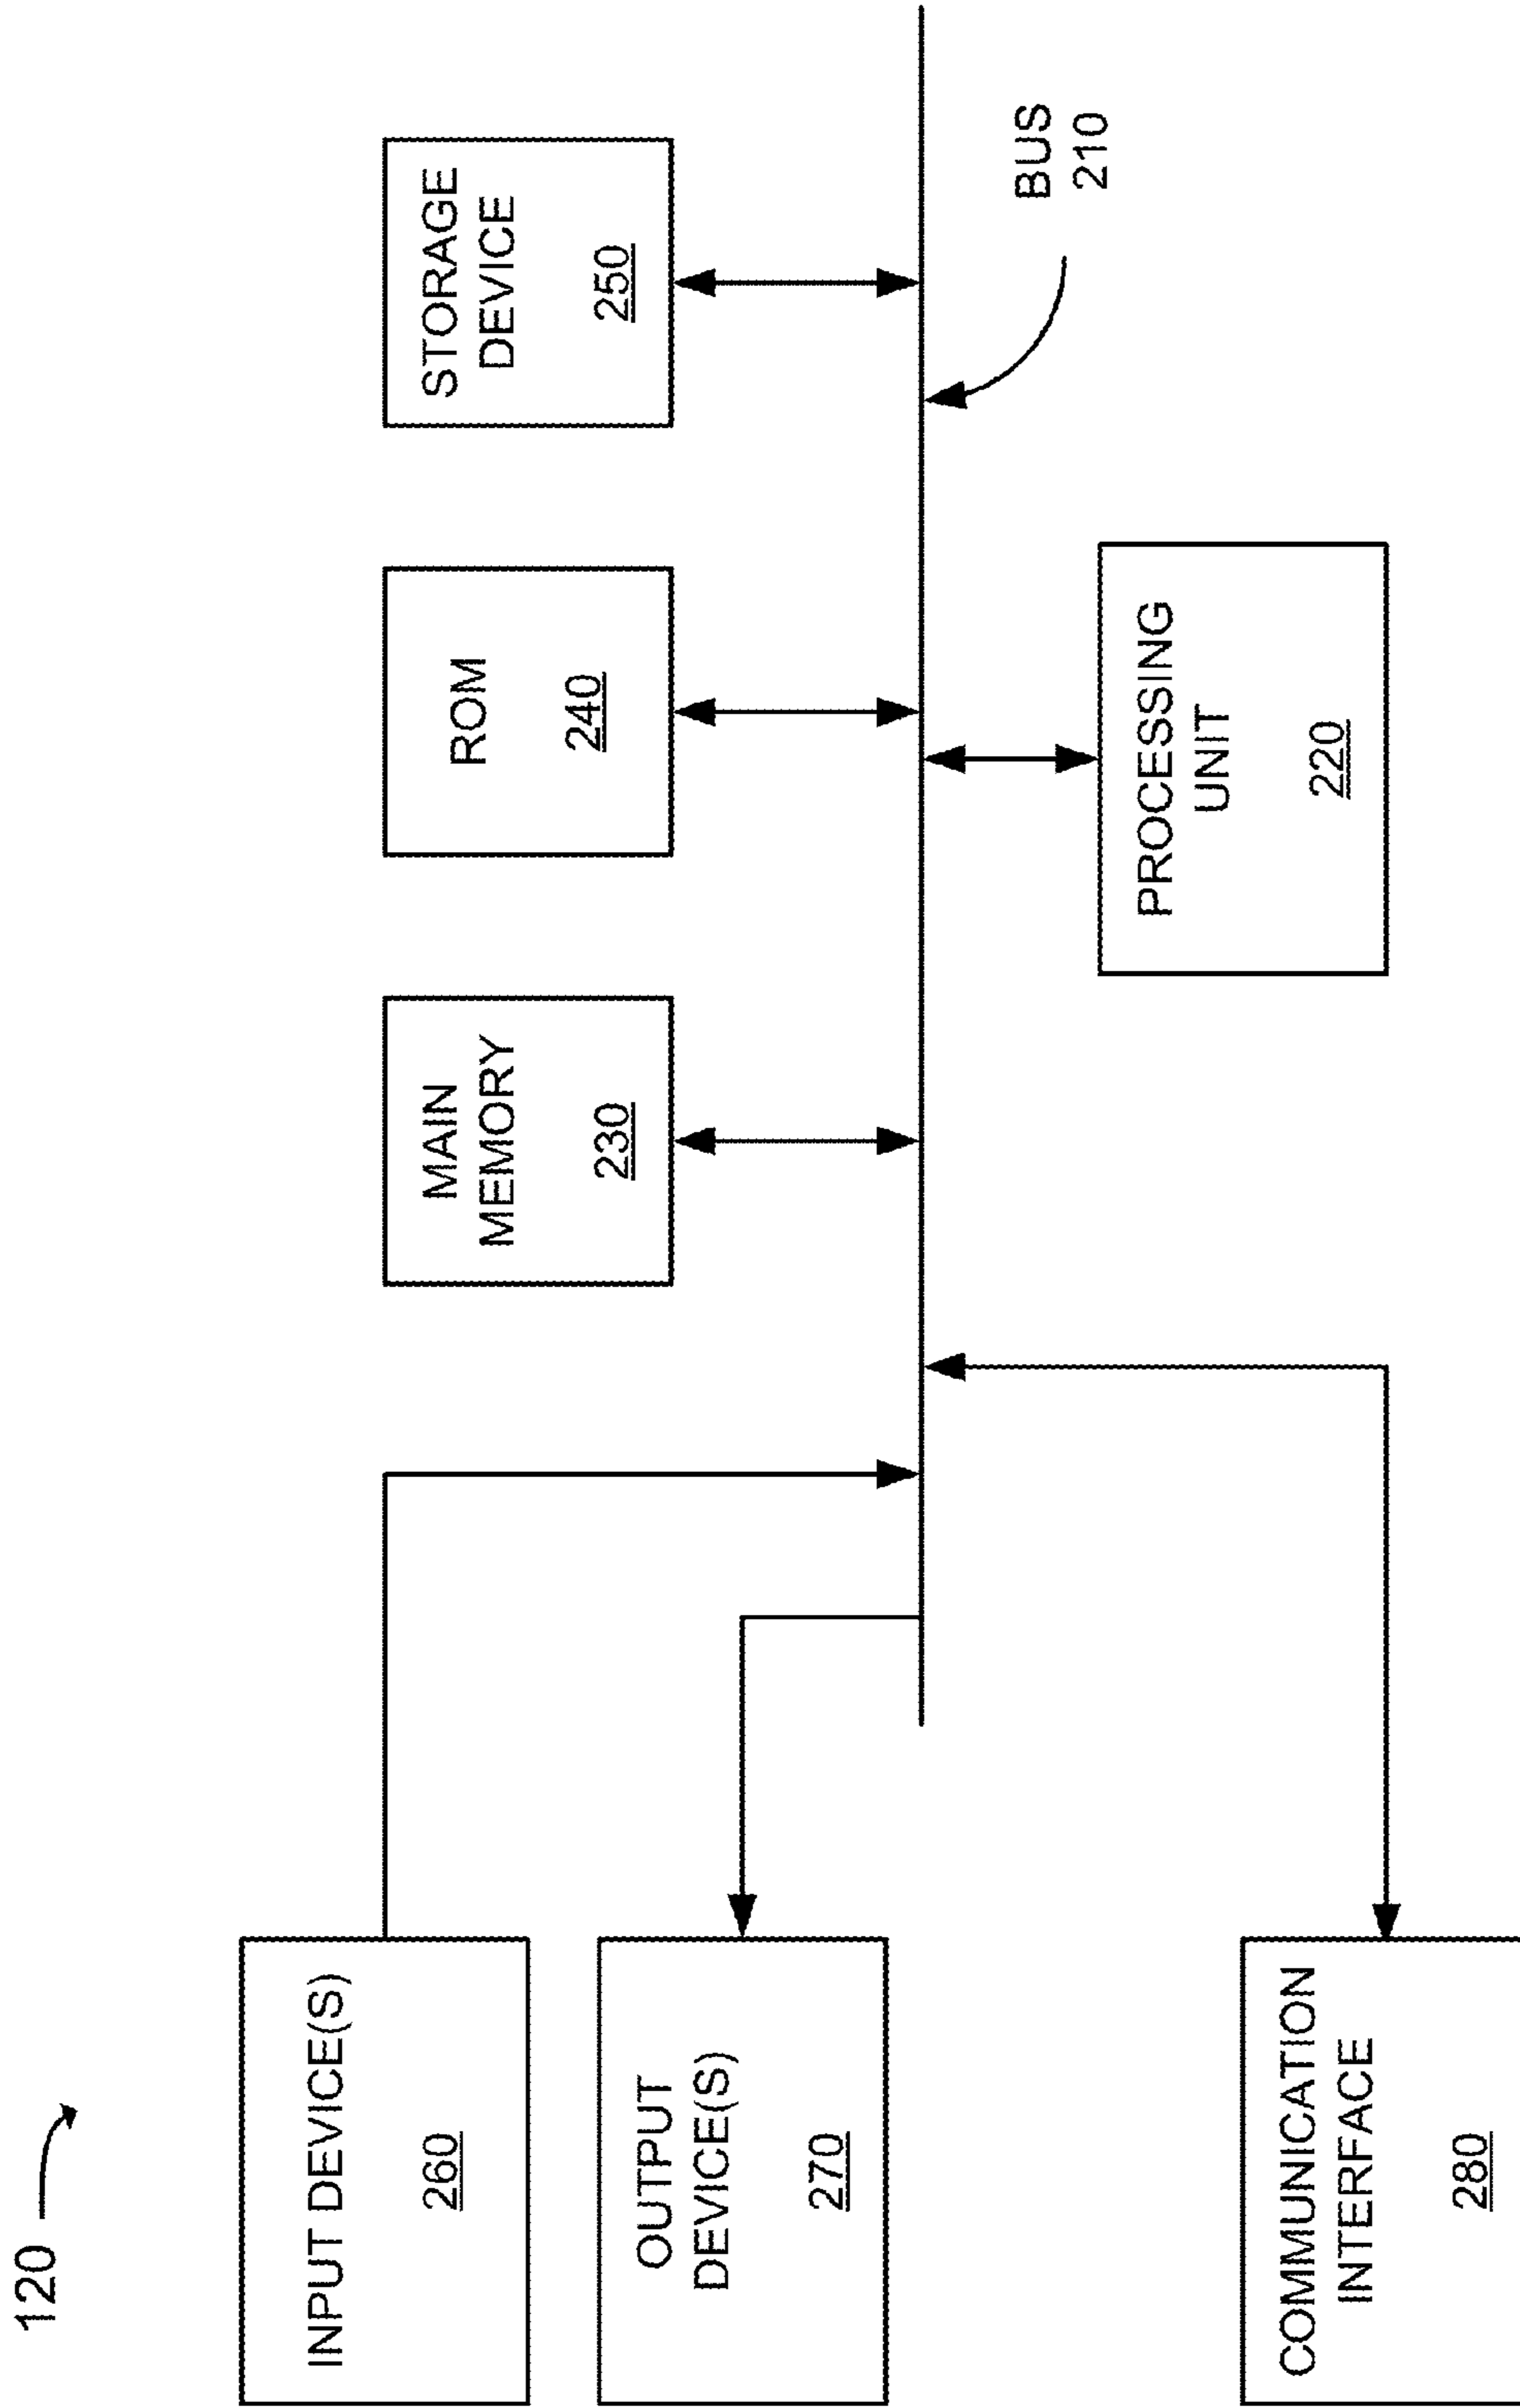 120
INPUT DEVICE(S)
260
MAIN
MEMORY
230
ROM
240
STORAGE
DEVICE
250
OUTPUT
DEVICE(S)
270
BUS
210
COMMUNICATION
INTERFACE
280
PROCESSING
UNIT
220